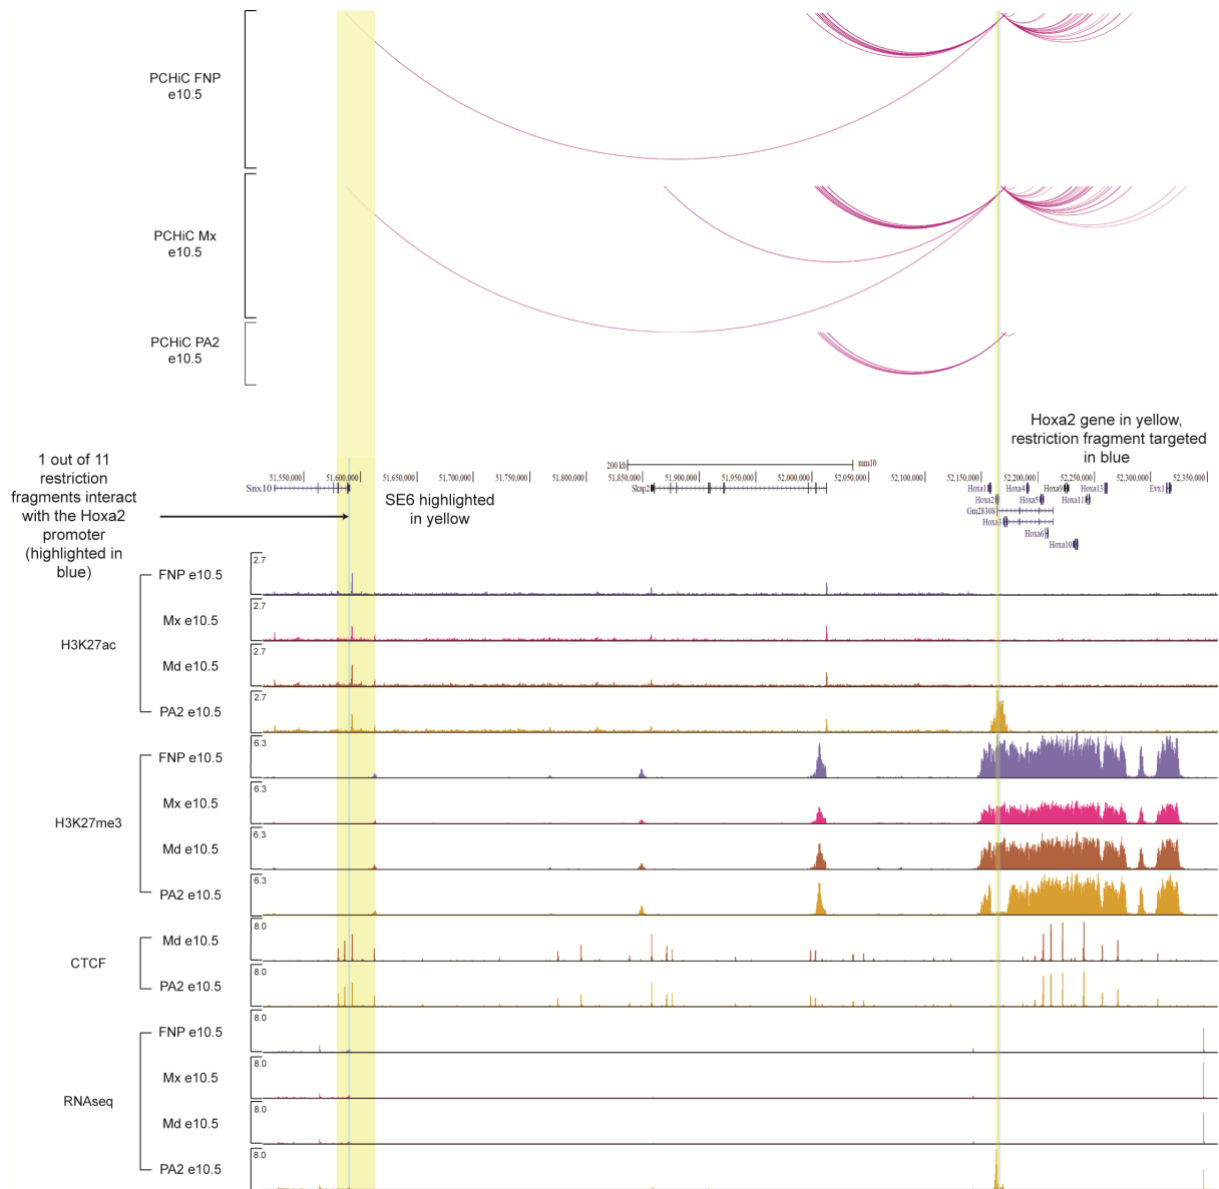 PCHiC FNP
e10.5
PCHiC Mx
e10.5
PCHiC PA2
e10.5
Hoxa2 gene in yellow,
restriction fragment targeted
in blue
1 out of 11
restriction
fragments interact
with the Hoxa2
promoter
(highlighted in
blue)
SE6 highlighted
in yellow
200 kb mm10
51,550,000 51,600,000 51,650,000 51,700,000 51,750,000 51,800,000 51,850,000 51,900,000 51,950,000 52,000,000 52,050,000 52,100,000 52,150,000 52,200,000 52,250,000 52,300,000 52,350,000
Snx10 Skap2 Hoxa1 Hoxa4 Hoxa9 Hoxa13 Evx1
Hoxa2 Hoxa5 Hoxa11
Gm28308
Hoxa3
Hoxa6
Hoxa10
H3K27ac
FNP e10.5
2.7
Mx e10.5
2.7
Md e10.5
2.7
PA2 e10.5
2.7
H3K27me3
FNP e10.5
6.3
Mx e10.5
6.3
Md e10.5
6.3
PA2 e10.5
6.3
CTCF
Md e10.5
8.0
PA2 e10.5
8.0
RNAseq
FNP e10.5
8.0
Mx e10.5
8.0
Md e10.5
8.0
PA2 e10.5
8.0